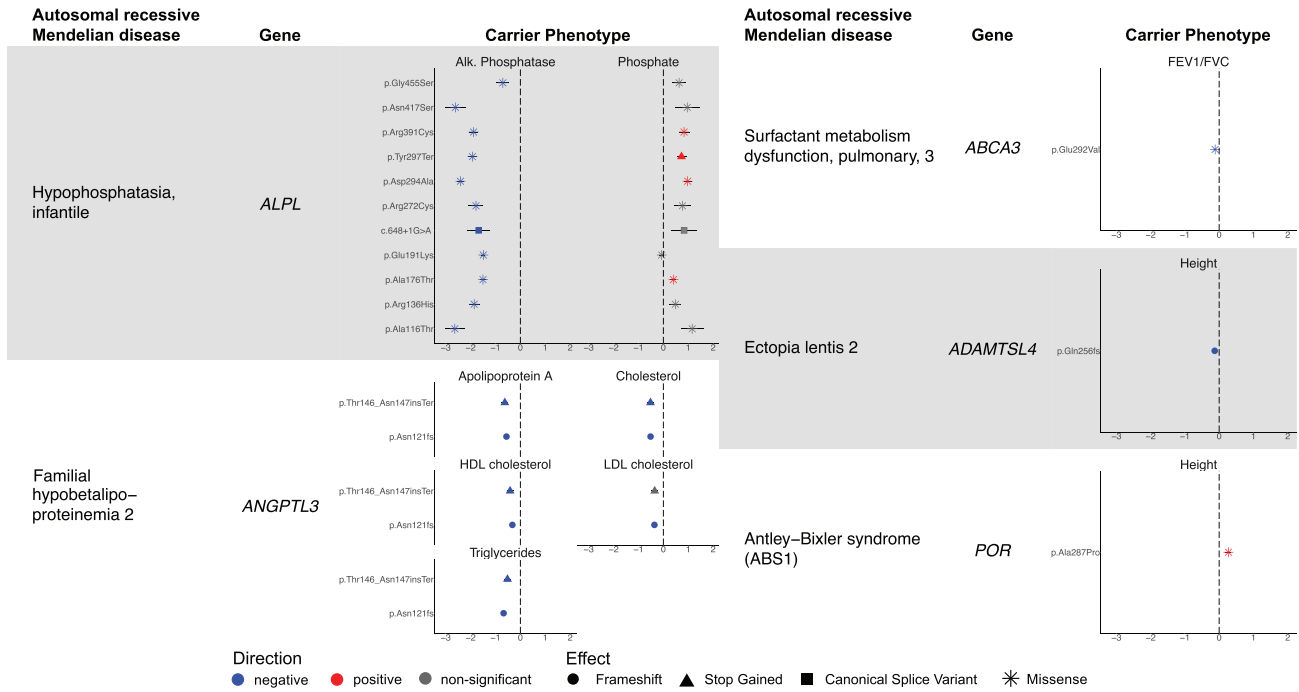 Autosomal recessive
Mendelian disease Gene Carrier Phenotype
Alk. Phosphatase Phosphate
p.Gly455Ser
p.Asn417Ser
p.Arg391Cys
p.Tyr297Ter
p.Asp294Ala
p.Arg272Cys
c.648+1G>A
p.Glu191Lys
p.Ala176Thr
p.Arg136His
p.Ala116Thr
Hypophosphatasia,
infantile
ALPL
−3 −2 −1 0 1 2 −3 −2 −1 0 1 2
Familial
hypobetalipo−
proteinemia 2
ANGPTL3
Apolipoprotein A Cholesterol
p.Thr146_Asn147insTer
p.Asn121fs
HDL cholesterol LDL cholesterol
p.Thr146_Asn147insTer
p.Asn121fs
−3 −2 −1 0 1 2
Triglycerides
p.Thr146_Asn147insTer
p.Asn121fs
−3 −2 −1 0 1 2
Autosomal recessive
Mendelian disease Gene Carrier Phenotype
FEV1/FVC
Surfactant metabolism
dysfunction, pulmonary, 3
ABCA3
p.Glu292Val
−3 −2 −1 0 1 2
Height
Ectopia lentis 2 ADAMTSL4 p.Gln256fs
−3 −2 −1 0 1 2
Height
Antley−Bixler syndrome
(ABS1)
POR
p.Ala287Pro
−3 −2 −1 0 1 2
Direction
negative positive non-significant
Effect
Frameshift Stop Gained Canonical Splice Variant Missense